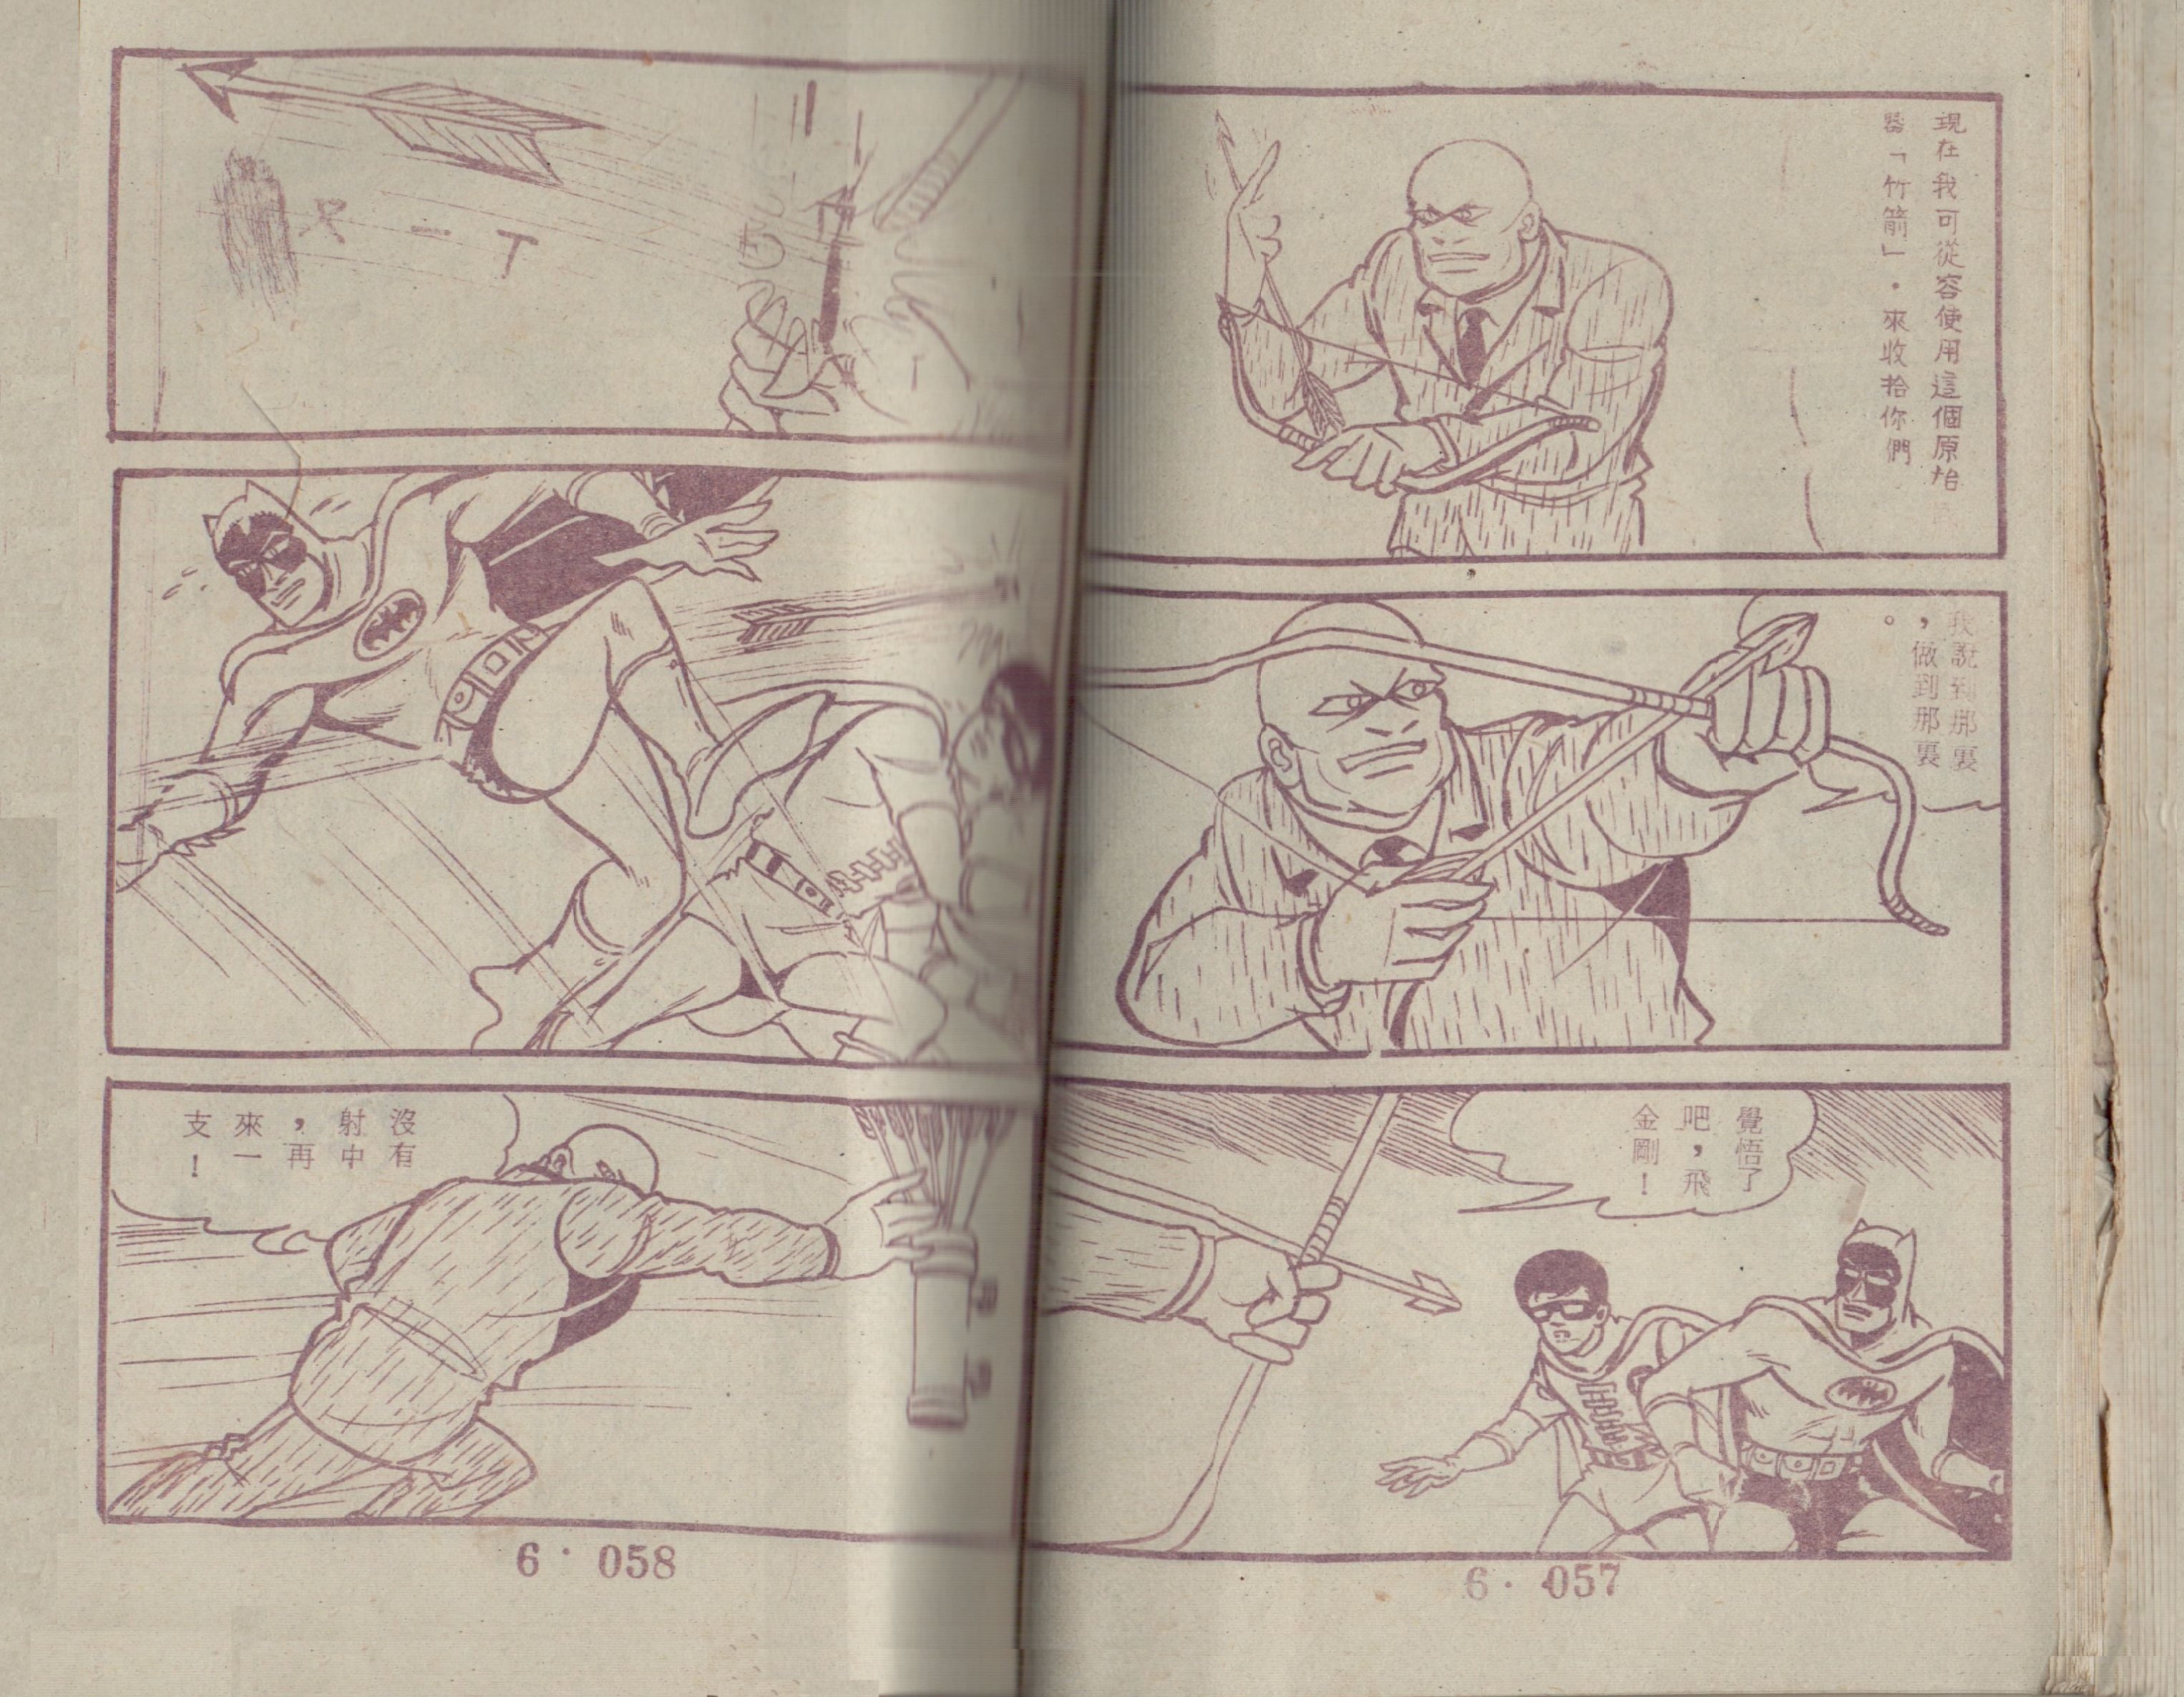 現在我可從容使用這個原始
器「竹箭」．來收拾你們
我說到那裏
，做到那裏
。
覺悟了
吧，飛
金剛！
6·057
沒有
射中
，再
來一
支！
6·058